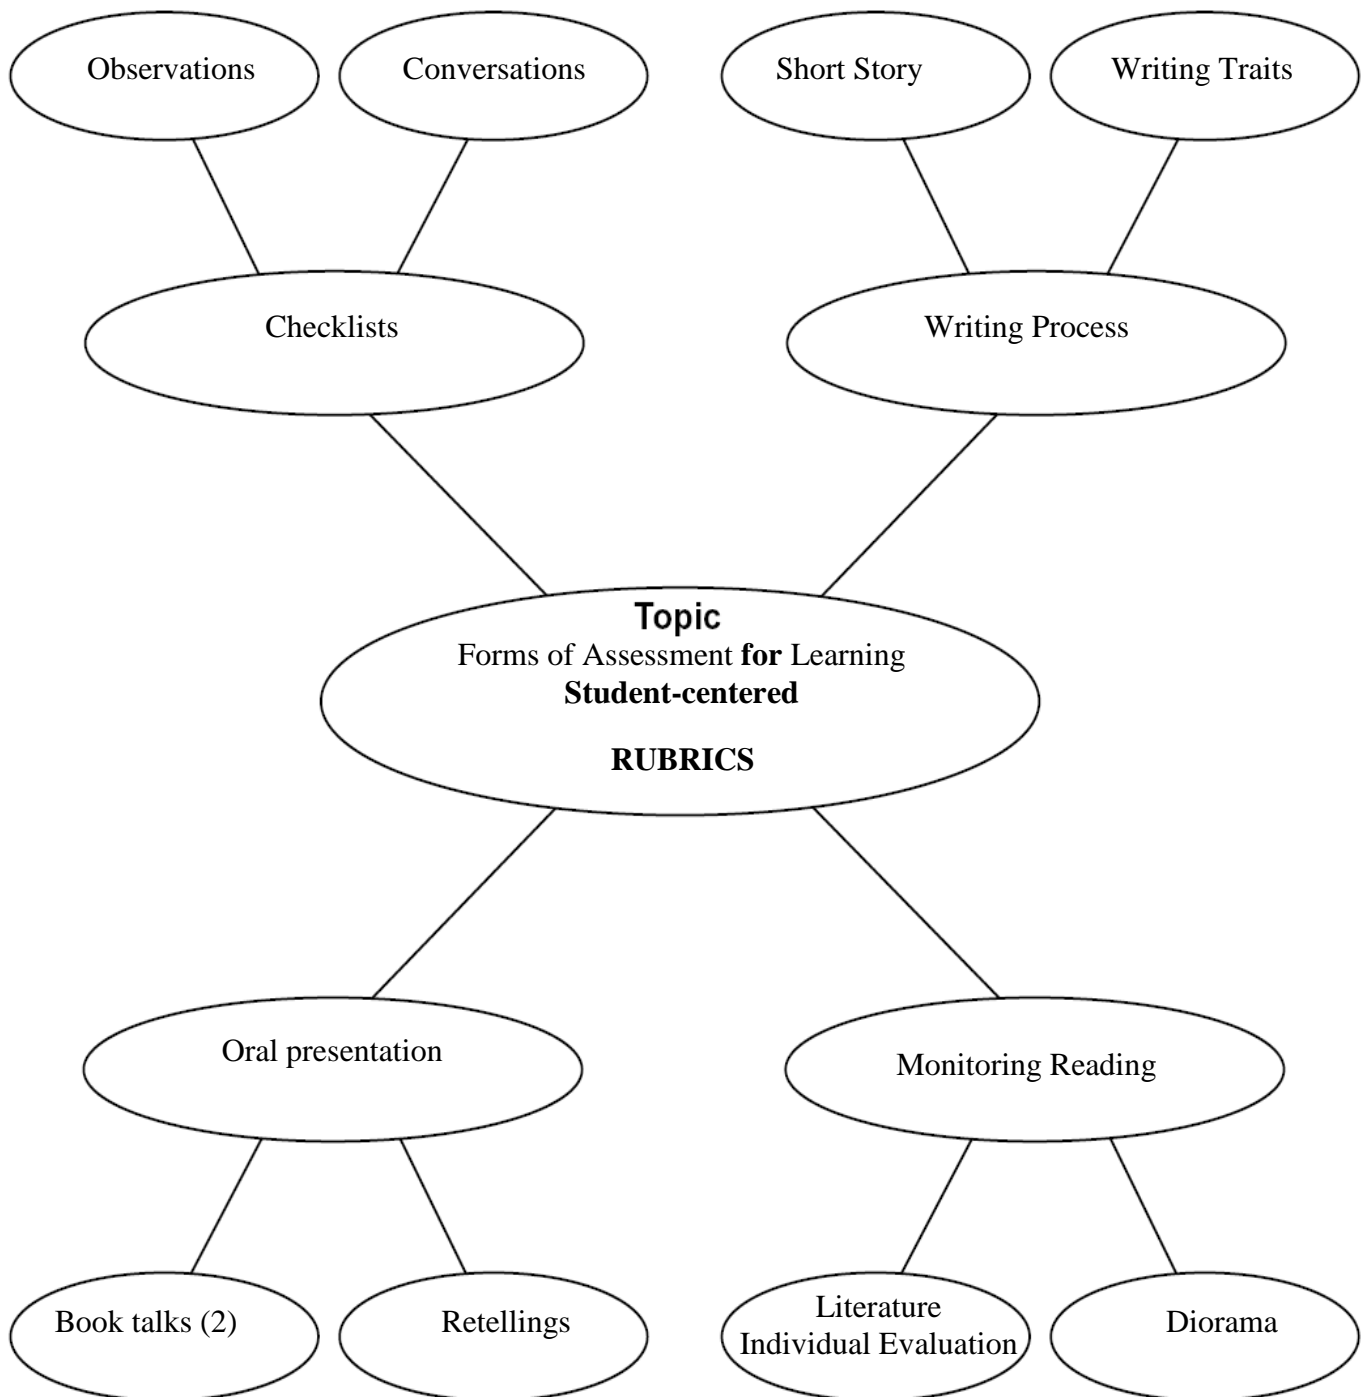 Observations
Conversations
Short Story
Writing Traits
Checklists
Writing Process
Topic
Forms of Assessment for Learning
Student-centered
RUBRICS
Oral presentation
Monitoring Reading
Book talks (2)
Retellings
Literature
Individual Evaluation
Diorama